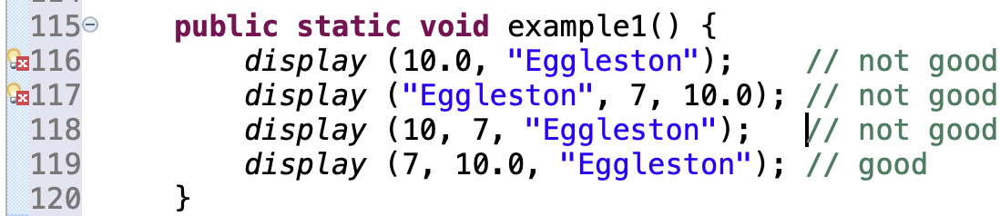 115 public static void example1() {
116 display (10.0, "Eggleston"); // not good
117 display ("Eggleston", 7, 10.0); // not good
118 display (10, 7, "Eggleston"); // not good
119 display (7, 10.0, "Eggleston"); // good
120 }